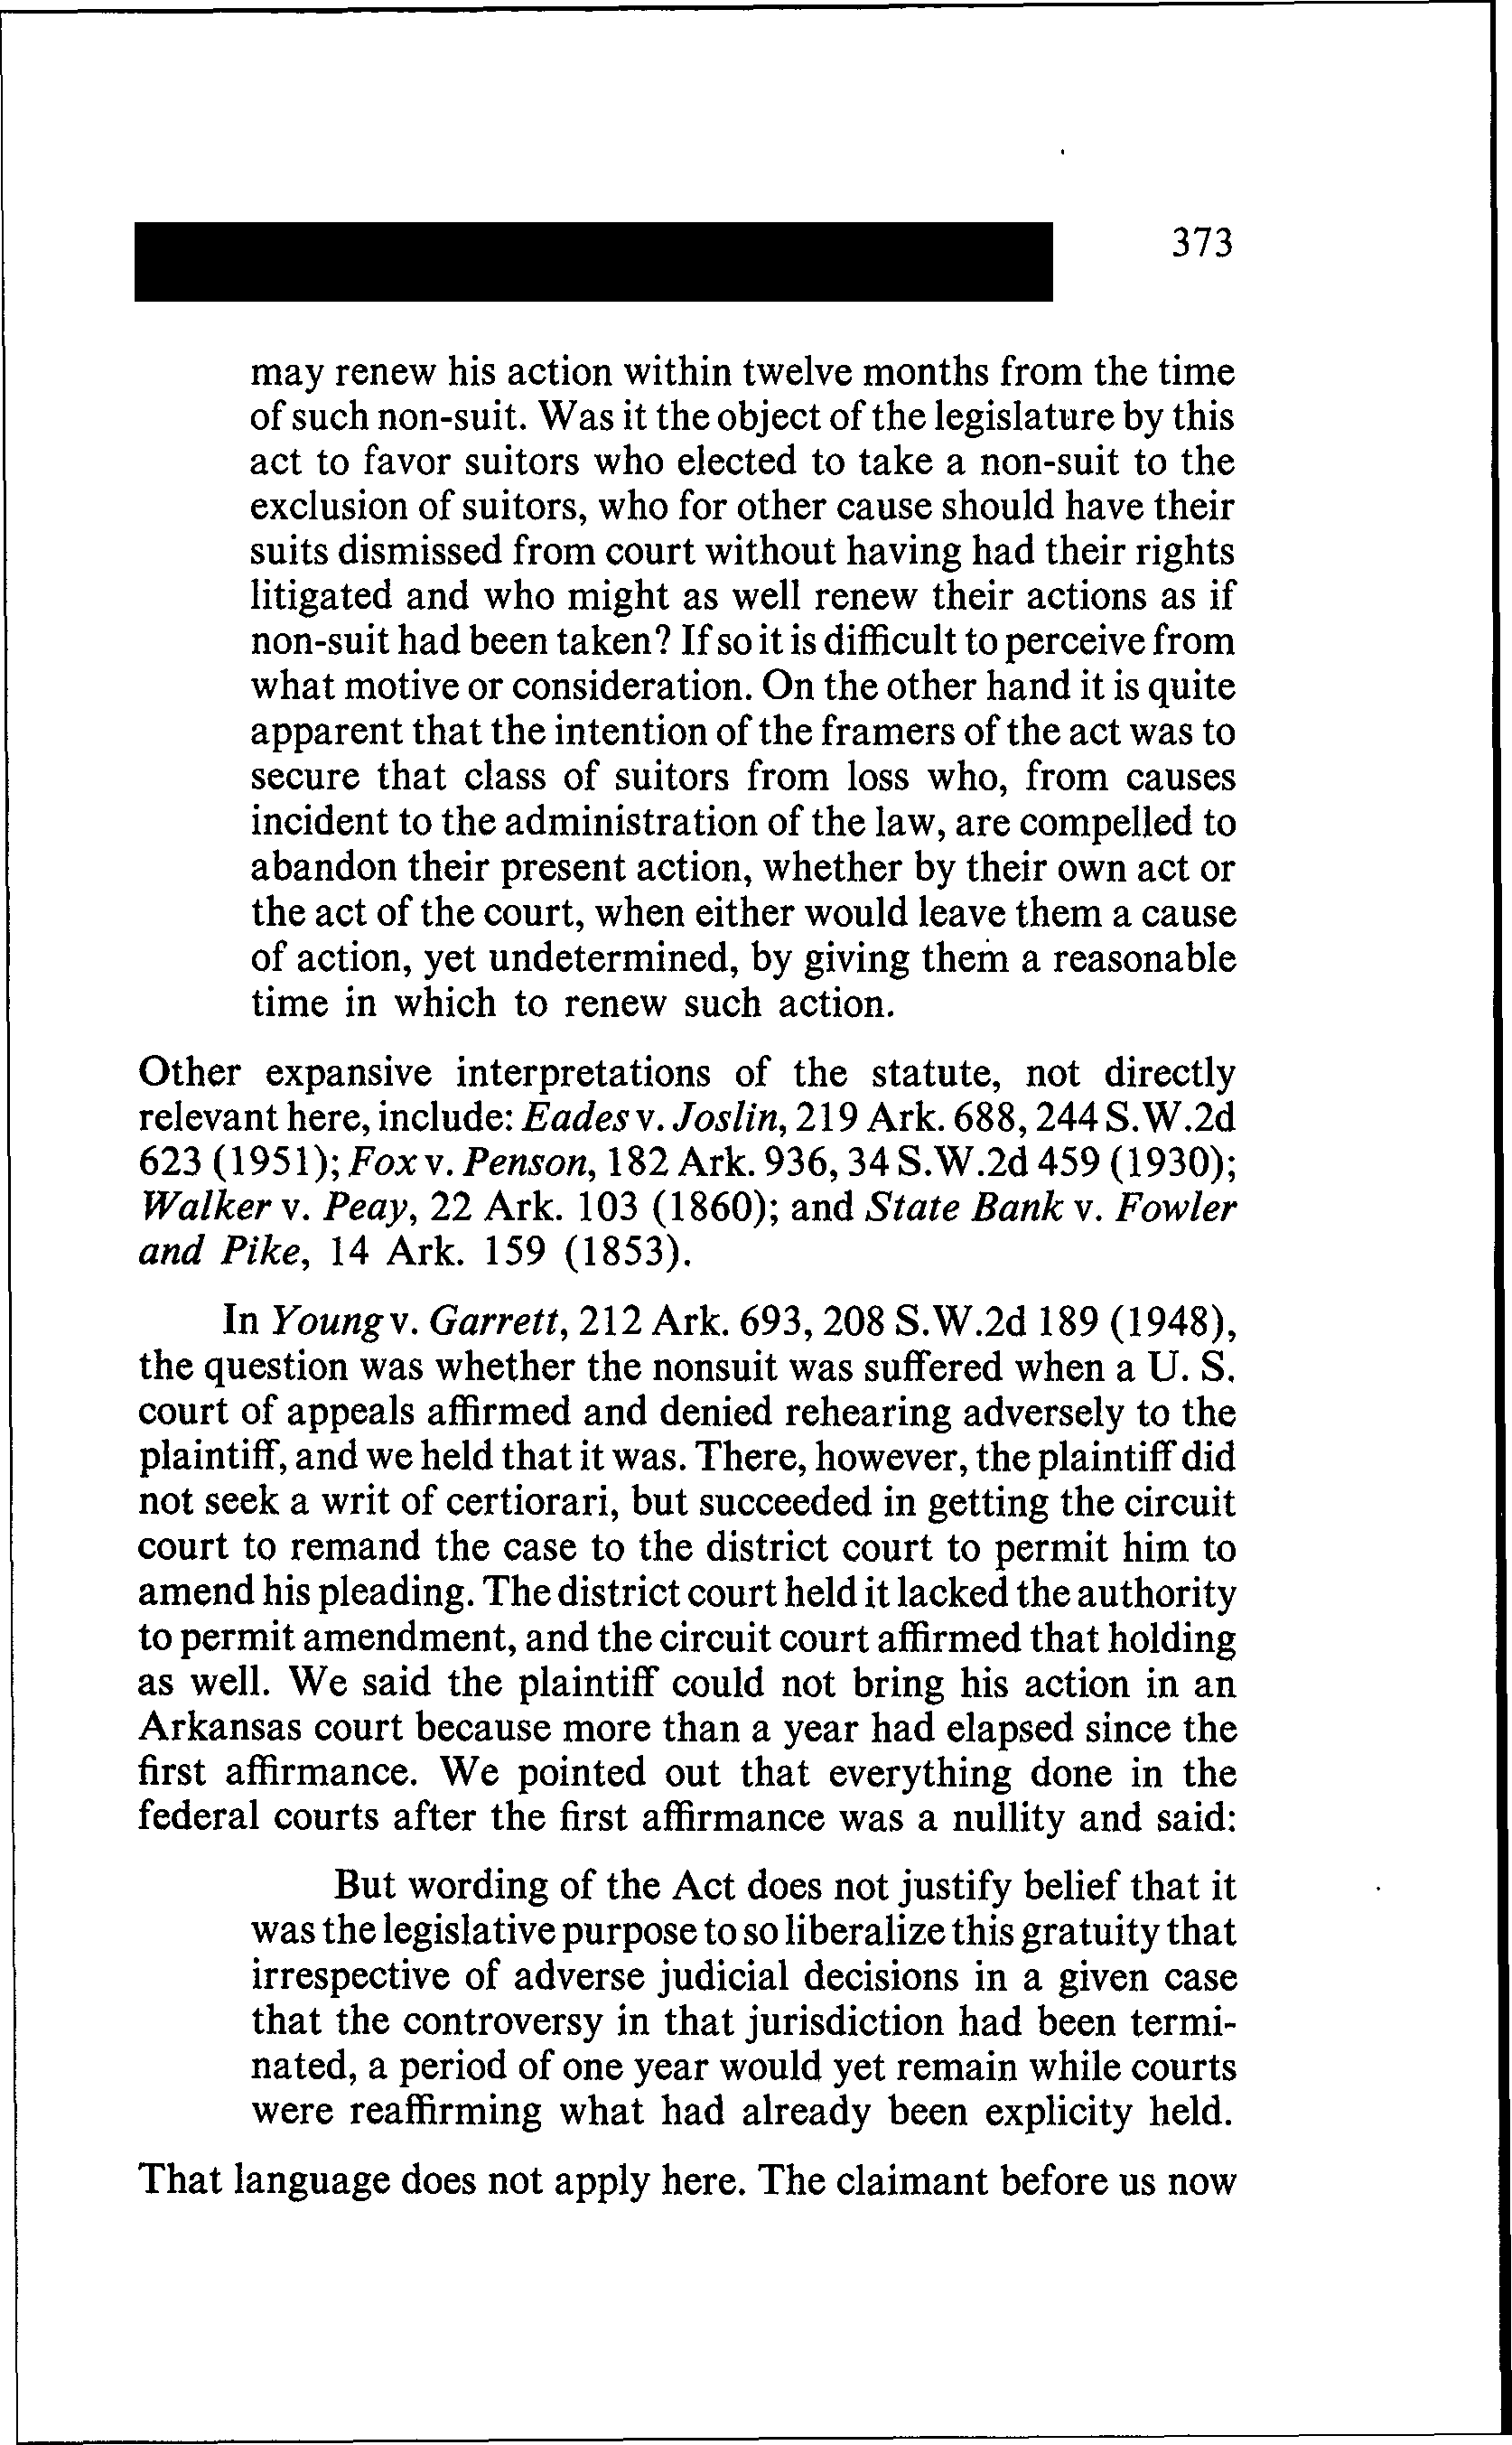 373
may renew his action within twelve months from the time
of such non-suit. Was it the object of the legislature by this
act to favor suitors who elected to take a non-suit to the
exclusion of suitors, who for other cause should have their
suits dismissed from court without having had their rights
litigated and who might as well renew their actions as if
non-suit had been taken? If so it is difficult to perceive from
what motive or consideration. On the other hand it is quite
apparent that the intention of the framers of the act was to
secure that class of suitors from loss who, from causes
incident to the administration of the law, are compelled to
abandon their present action, whether by their own act or
the act of the court, when either would leave them a cause
of action, yet undetermined, by giving them a reasonable
time in which to renew such action.
Other expansive interpretations of the statute, not directly
relevant here, include: Eades v. Joslin, 219 Ark. 688, 244 S.W.2d
623 (1951); Fox v. Penson, 182 Ark. 936, 34 S.W.2d 459 (1930);
Walker v. Peay, 22 Ark. 103 (1860); and State Bank v. Fowler
and Pike, 14 Ark. 159 (1853).
In Young v. Garrett, 212 Ark. 693, 208 S.W.2d 189 (1948),
the question was whether the nonsuit was suffered when a U. S.
court of appeals affirmed and denied rehearing adversely to the
plaintiff, and we held that it was. There, however, the plaintiff did
not seek a writ of certiorari, but succeeded in getting the circuit
court to remand the case to the district court to permit him to
amend his pleading. The district court held it lacked the authority
to permit amendment, and the circuit court affirmed that holding
as well. We said the plaintiff could not bring his action in an
Arkansas court because more than a year had elapsed since the
first affirmance. We pointed out that everything done in the
federal courts after the first affirmance was a nullity and said:
But wording of the Act does not justify belief that it
was the legislative purpose to so liberalize this gratuity that
irrespective of adverse judicial decisions in a given case
that the controversy in that jurisdiction had been termi-
nated, a period of one year would yet remain while courts
were reaffirming what had already been explicity held.
That language does not apply here. The claimant before us now